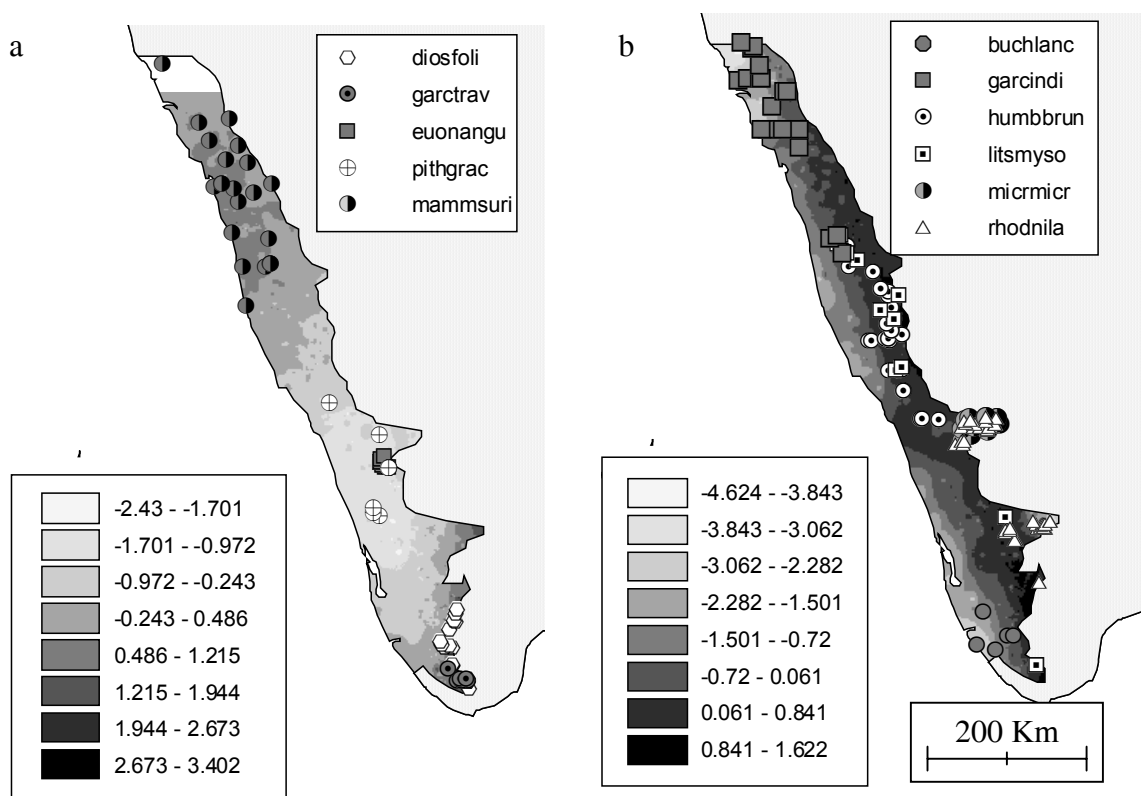 a
diosfoli
garctrav
euonangu
pithgrac
mammsuri
-2.43 - -1.701
-1.701 - -0.972
-0.972 - -0.243
-0.243 - 0.486
0.486 - 1.215
1.215 - 1.944
1.944 - 2.673
2.673 - 3.402
b
buchlanc
garcindi
humbbrun
litsmyso
micrmicr
rhodnila
-4.624 - -3.843
-3.843 - -3.062
-3.062 - -2.282
-2.282 - -1.501
-1.501 - -0.72
-0.72 - 0.061
0.061 - 0.841
0.841 - 1.622
200 Km